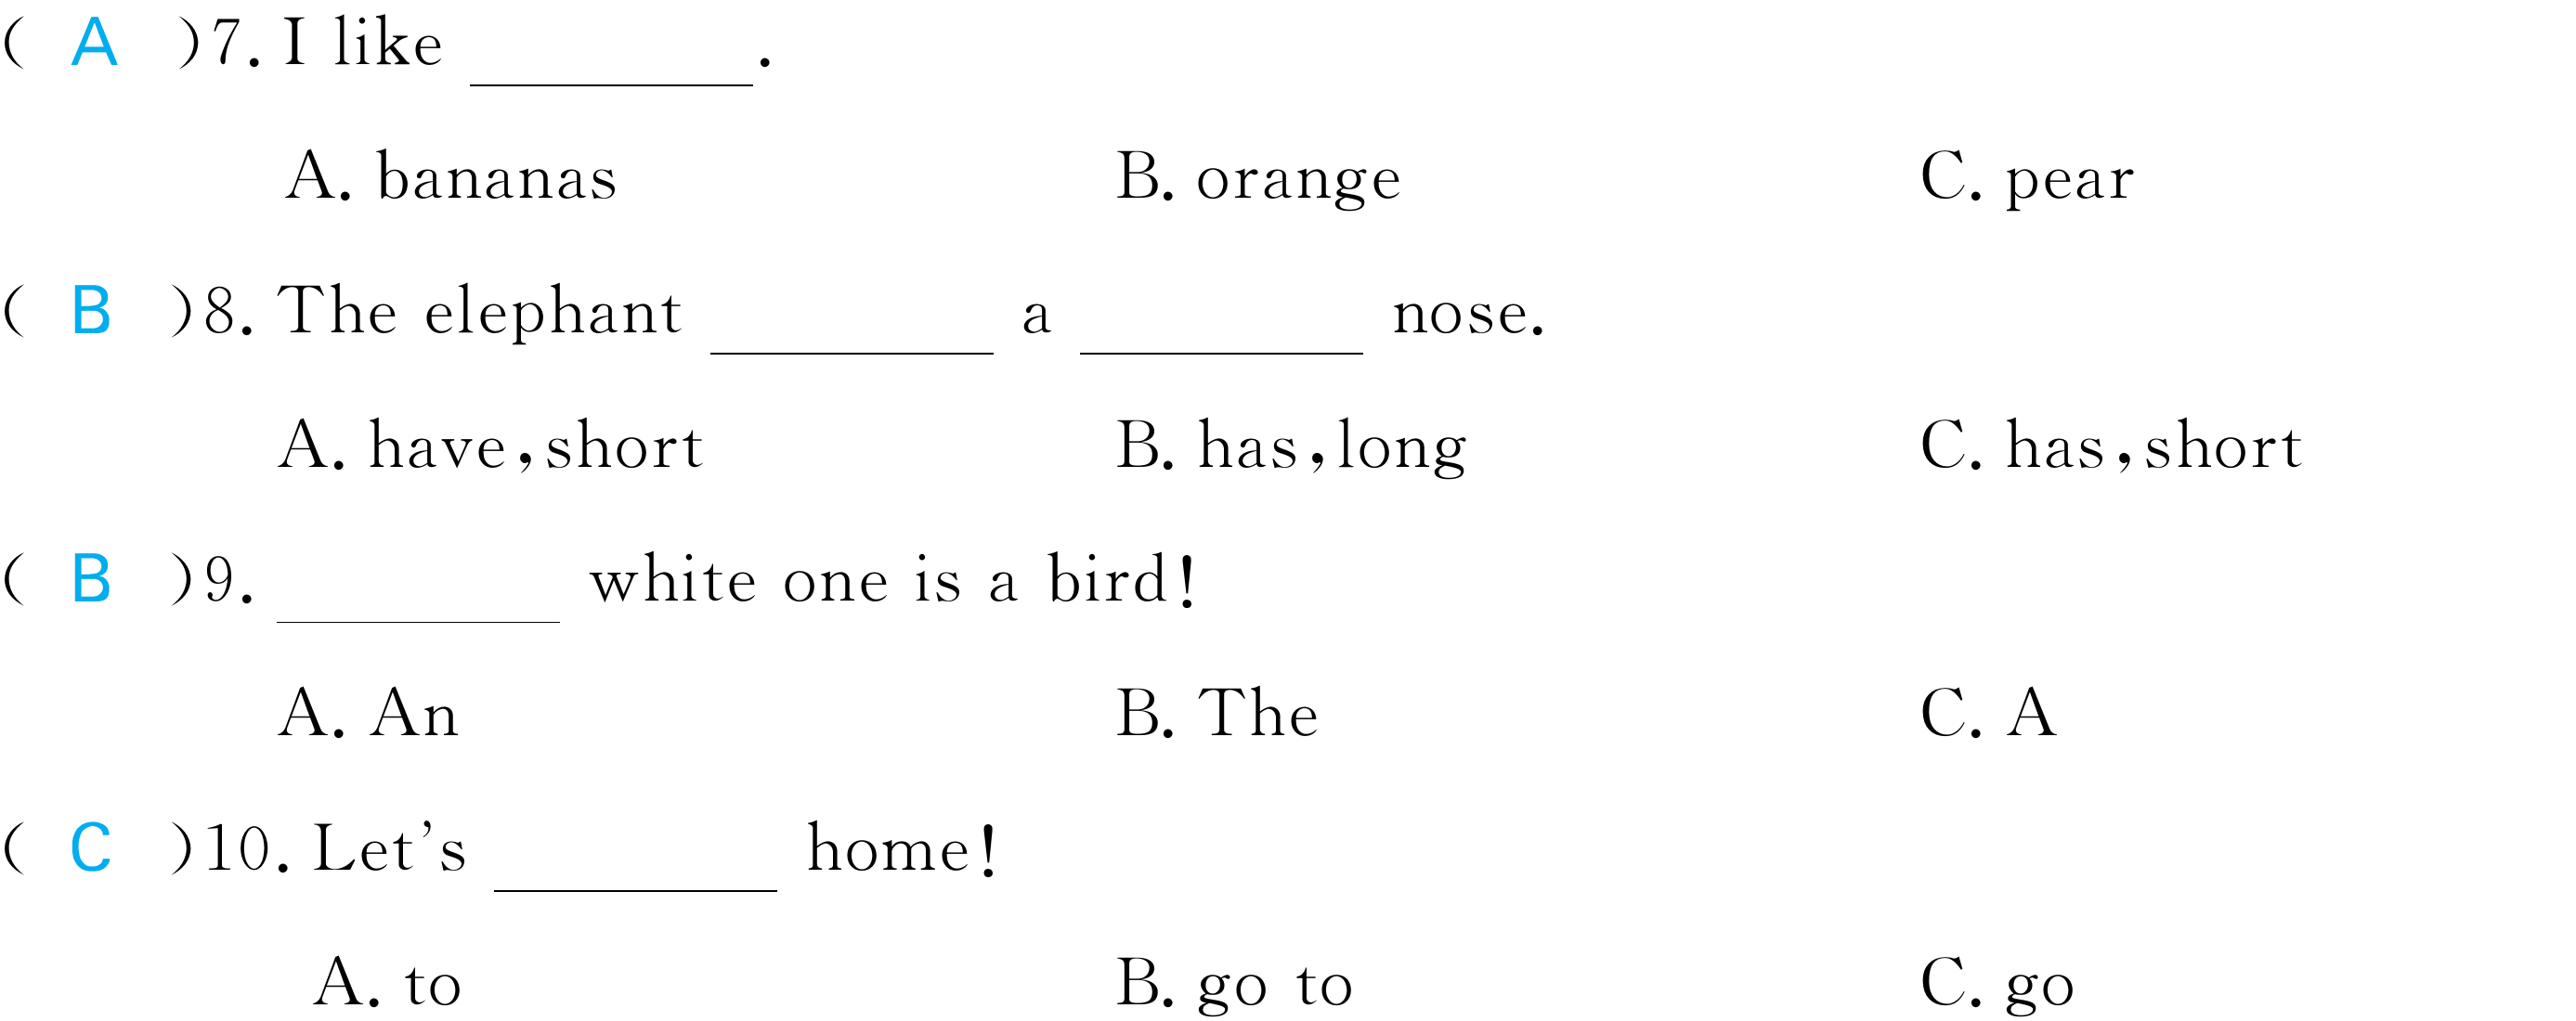 ( A )7. I like ________.
A. bananas B. orange C. pear
( B )8. The elephant ________ a ________ nose.
A. have,short B. has,long C. has,short
( B )9. ________ white one is a bird!
A. An B. The C. A
( C )10. Let's ________ home!
A. to B. go to C. go